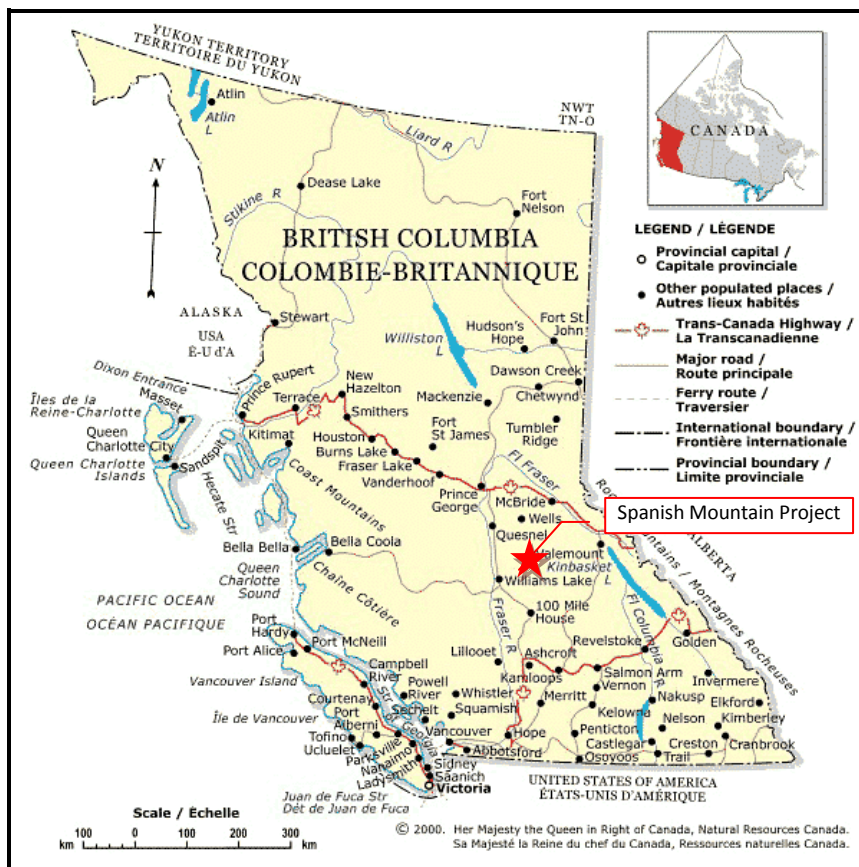 YUKON TERRITORY
TERRITOIRE DU YUKON
Atlin
Atlin
L
NWT
TN-O
Liard R
N
Dease Lake
Stikine R
Fort
Nelson
BRITISH COLUMBIA
COLOMBIE-BRITANNIQUE
ALASKA
USA
É-U d'A
Stewart
Williston
L
Hudson's
Hope
Fort St
John
Dawson Creek
Chetwynd
Mackenzie
Tumbler
Ridge
Dixon Entrance
Prince Rupert
Îles de la
Reine-Charlotte
Masset
Queen
Charlotte
City
Queen Charlotte
Islands
Sandspit
Hecate Str
Terrace
New
Hazelton
Smithers
Kitimat
Houston
Burns Lake
Fraser Lake
Vanderhoof
Fort
St James
Prince
George
Fl Fraser
McBride
Wells
Quesnel
Valemount
Kinbasket
L
Williams Lake
Coast Mountains
Chaîne Côtière
Bella Bella
Bella Coola
Queen
Charlotte
Sound
PACIFIC OCEAN
OCÉAN PACIFIQUE
Rocky Mountains / Montagnes Rocheuses
ALBERTA
Spanish Mountain Project
100 Mile
House
Fraser R
Fl Columbia R
Port
Hardy
Port McNeill
Port Alice
Vancouver Island
Île de Vancouver
Campbell
River
Courtenay
Powell
River
Port
Alberni
Sechelt
Str of Georgia
Tofino
Ucluelet
Parksville
Nanaimo
Ladysmith
Sidney
Saanich
Victoria
Juan de Fuca Str
Dét de Juan de Fuca
Lillooet
Whistler
Squamish
Vancouver
Abbotsford
Hope
Ashcroft
Kamloops
Merritt
Salmon Arm
Vernon
Kelowna
Penticton
Osoyoos
Revelstoke
Golden
Invermere
Nakusp
Elkford
Nelson
Kimberley
Castlegar
Creston
Cranbrook
Trail
UNITED STATES OF AMERICA
ÉTATS-UNIS D'AMÉRIQUE
CANADA
LEGEND / LÉGENDE
Provincial capital /
Capitale provinciale
Other populated places /
Autres lieux habités
Trans-Canada Highway /
La Transcanadienne
Major road /
Route principale
Ferry route /
Traversier
International boundary /
Frontière internationale
Provincial boundary /
Limite provinciale
Scale / Échelle
100 0 100 200 300
km km
© 2000. Her Majesty the Queen in Right of Canada, Natural Resources Canada.
Sa Majesté la Reine du chef du Canada, Ressources naturelles Canada.